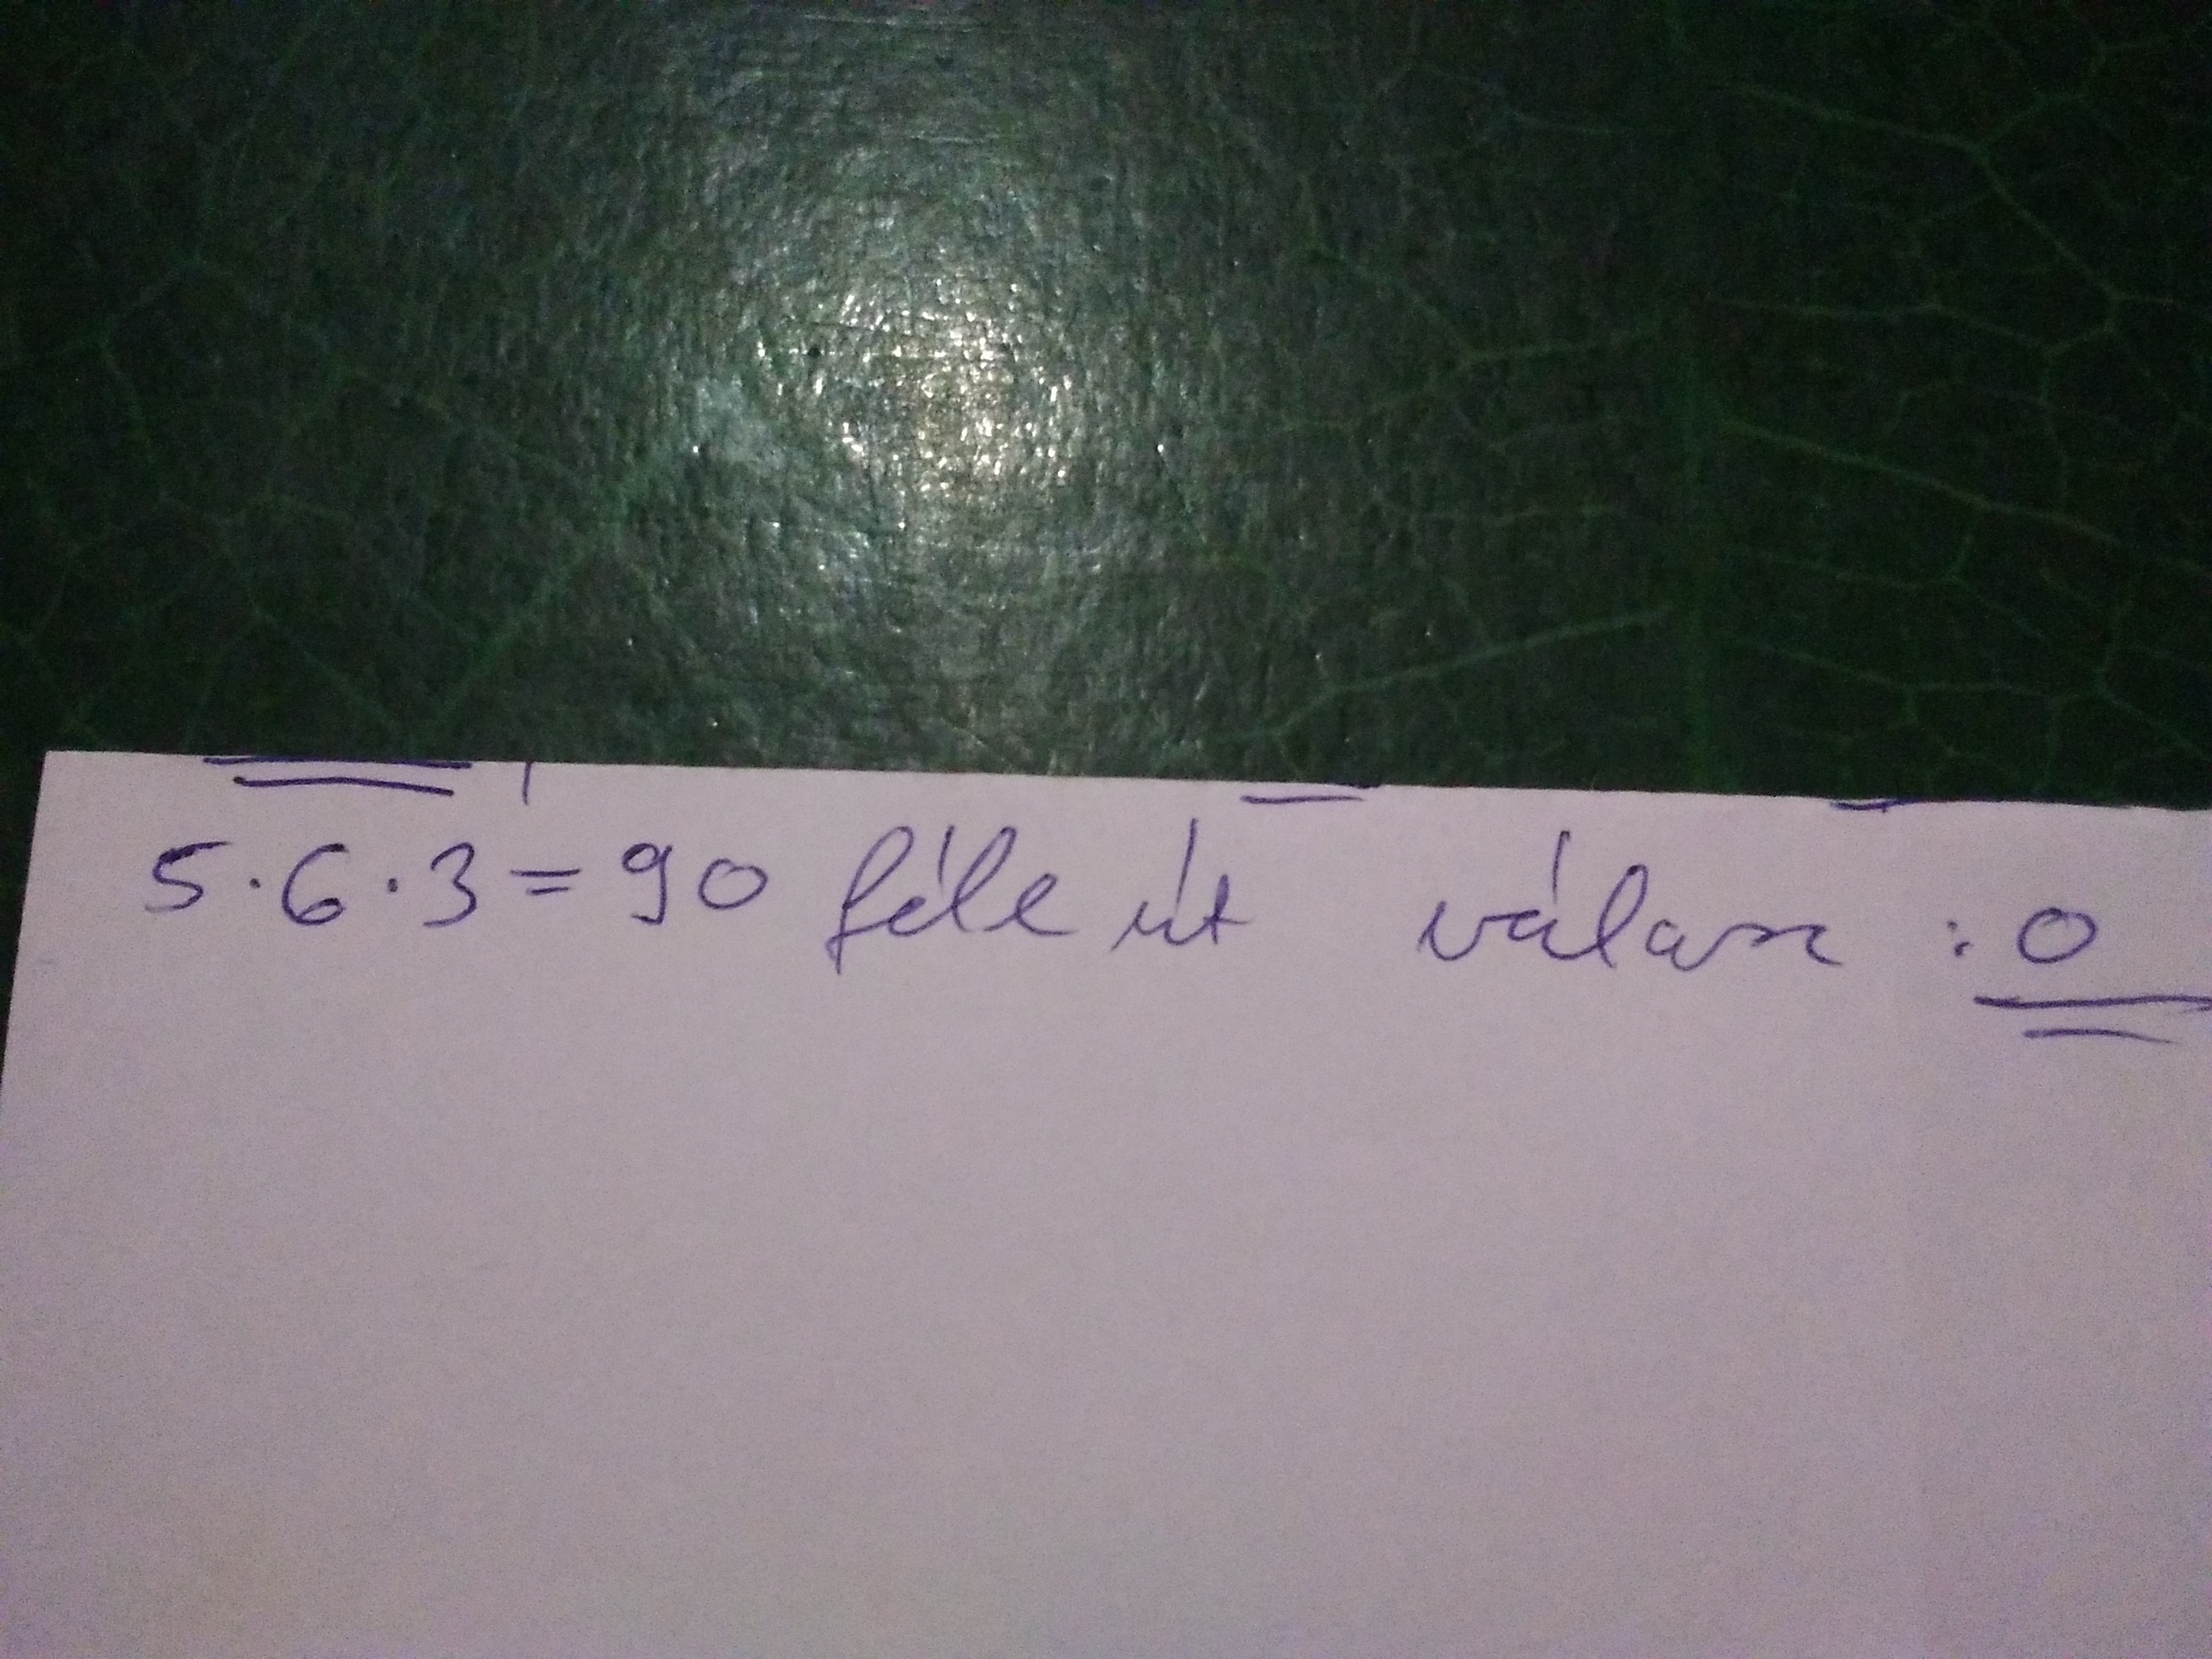 5·6·3=90 féle út válasz : 0